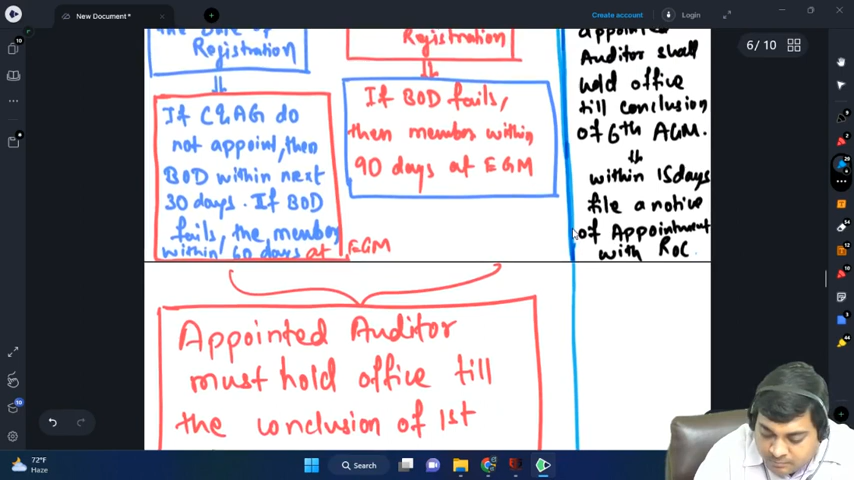 New Document*
Create account
Login
6/10
the Date of
Registration
If C&AG do
not appoint, then
BOD within next
30 days. If BOD
fails, the member
within 60 days at EGM
Registration
If BOD fails,
then member within
90 days at EGM
appointed
Auditor shall
hold office
till conclusion
of 6th AGM.
within 15 days
file a notice
of Appointment
with ROC.
Appointed Auditor
must hold office till
the conclusion of 1st
72°F
Haze
Search